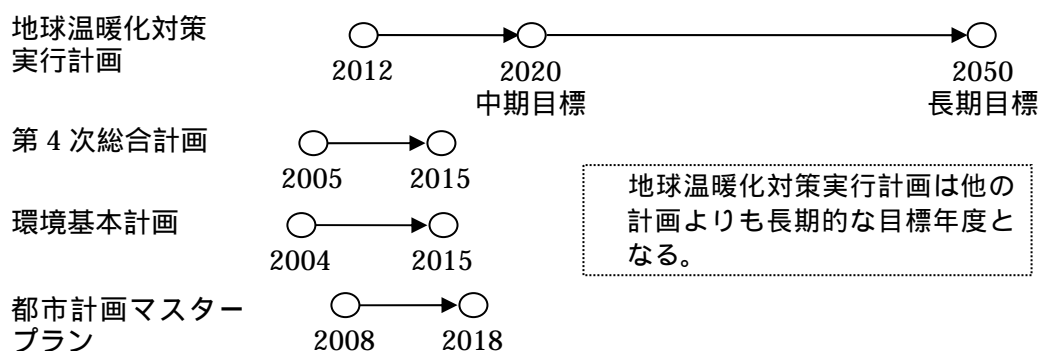 地球温暖化対策
実行計画
2012
2020
中期目標
2050
長期目標
第4次総合計画
2005
2015
環境基本計画
2004
2015
都市計画マスター
プラン
2008
2018
地球温暖化対策実行計画は他の
計画よりも長期的な目標年度と
なる。